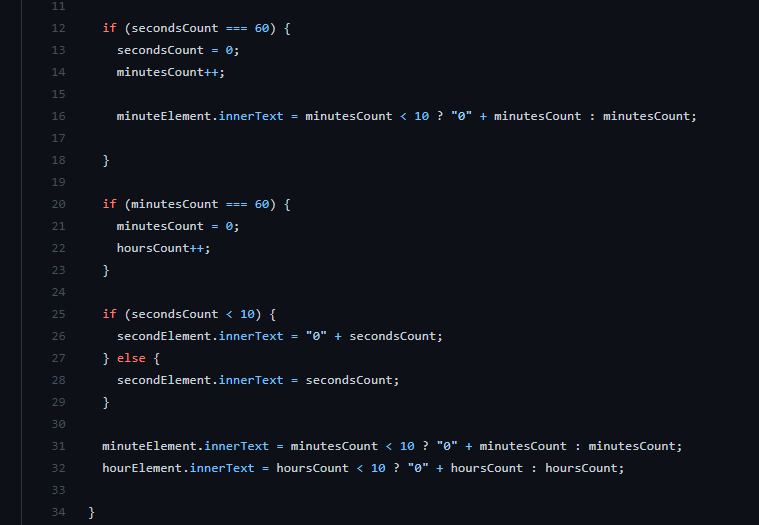 11
12 if (secondsCount === 60) {
13 secondsCount = 0;
14 minutesCount++;
15
16 minuteElement.innerText = minutesCount < 10 ? "0" + minutesCount : minutesCount;
17
18 }
19
20 if (minutesCount === 60) {
21 minutesCount = 0;
22 hoursCount++;
23 }
24
25 if (secondsCount < 10) {
26 secondElement.innerText = "0" + secondsCount;
27 } else {
28 secondElement.innerText = secondsCount;
29 }
30
31 minuteElement.innerText = minutesCount < 10 ? "0" + minutesCount : minutesCount;
32 hourElement.innerText = hoursCount < 10 ? "0" + hoursCount : hoursCount;
33
34 }